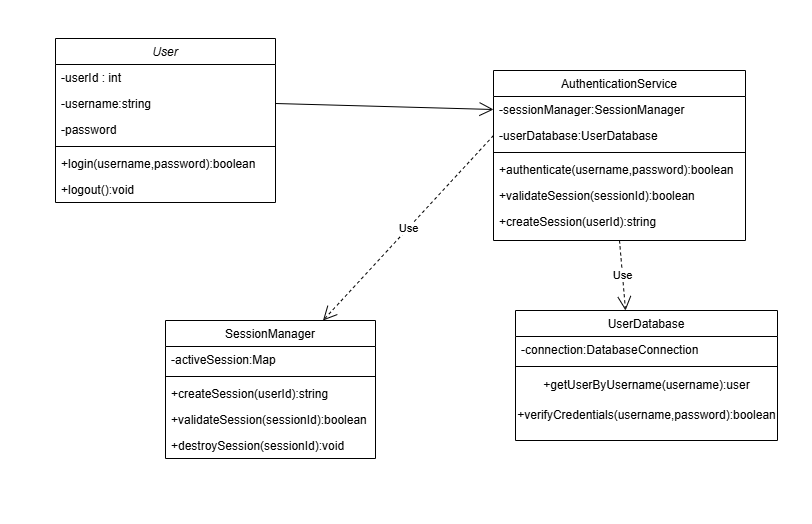 User
-userId : int
-username:string
-password
+login(username,password):boolean
+logout():void
AuthenticationService
-sessionManager:SessionManager
-userDatabase:UserDatabase
+authenticate(username,password):boolean
+validateSession(sessionId):boolean
+createSession(userId):string
Use
Use
SessionManager
-activeSession:Map
+createSession(userId):string
+validateSession(sessionId):boolean
+destroySession(sessionId):void
UserDatabase
-connection:DatabaseConnection
+getUserByUsername(username):user
+verifyCredentials(username,password):boolean